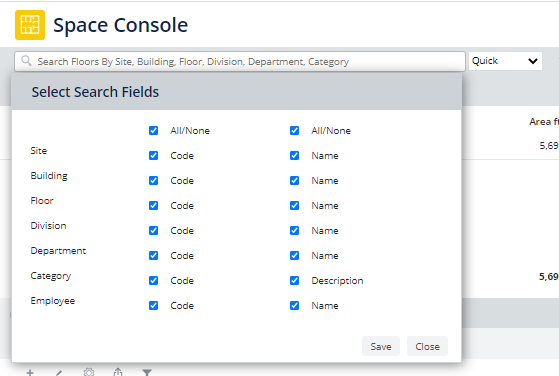 Space Console
Search Floors By Site, Building, Floor, Division, Department, Category
Quick
Select Search Fields
Area f
All/None All/None
5,69
Site Code Name
Building Code Name
Floor Code Name
Division Code Name
Department Code Name
Category Code Description
5,69
Employee Code Name
Save Close